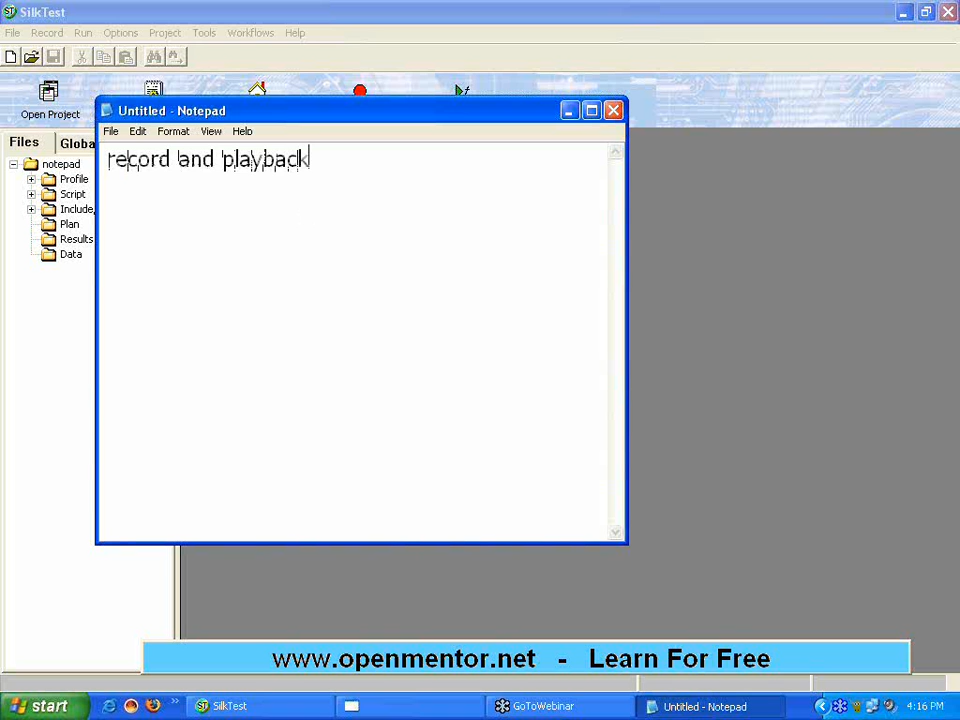 SilkTest
File Record Run Options Project Tools Workflows Help
Open Project
Untitled - Notepad
File Edit Format View Help
record and playback
Files Globa
notepad
Profile
Script
Include
Plan
Results
Data
www.openmentor.net - Learn For Free
start SilkTest GoToWebinar Untitled - Notepad 4:16 PM